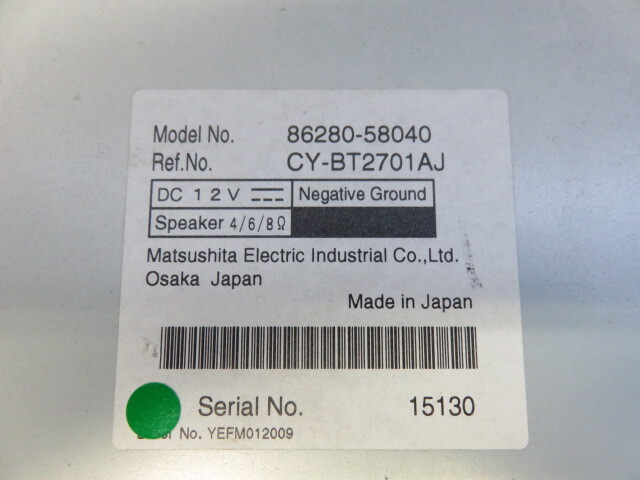 Model No. 86280-58040
Ref.No. CY-BT2701AJ
DC 12V Negative Ground
Speaker 4/6/8Ω
Matsushita Electric Industrial Co.,Ltd.
Osaka Japan
Made in Japan
Serial No. 15130
No. YEFM012009